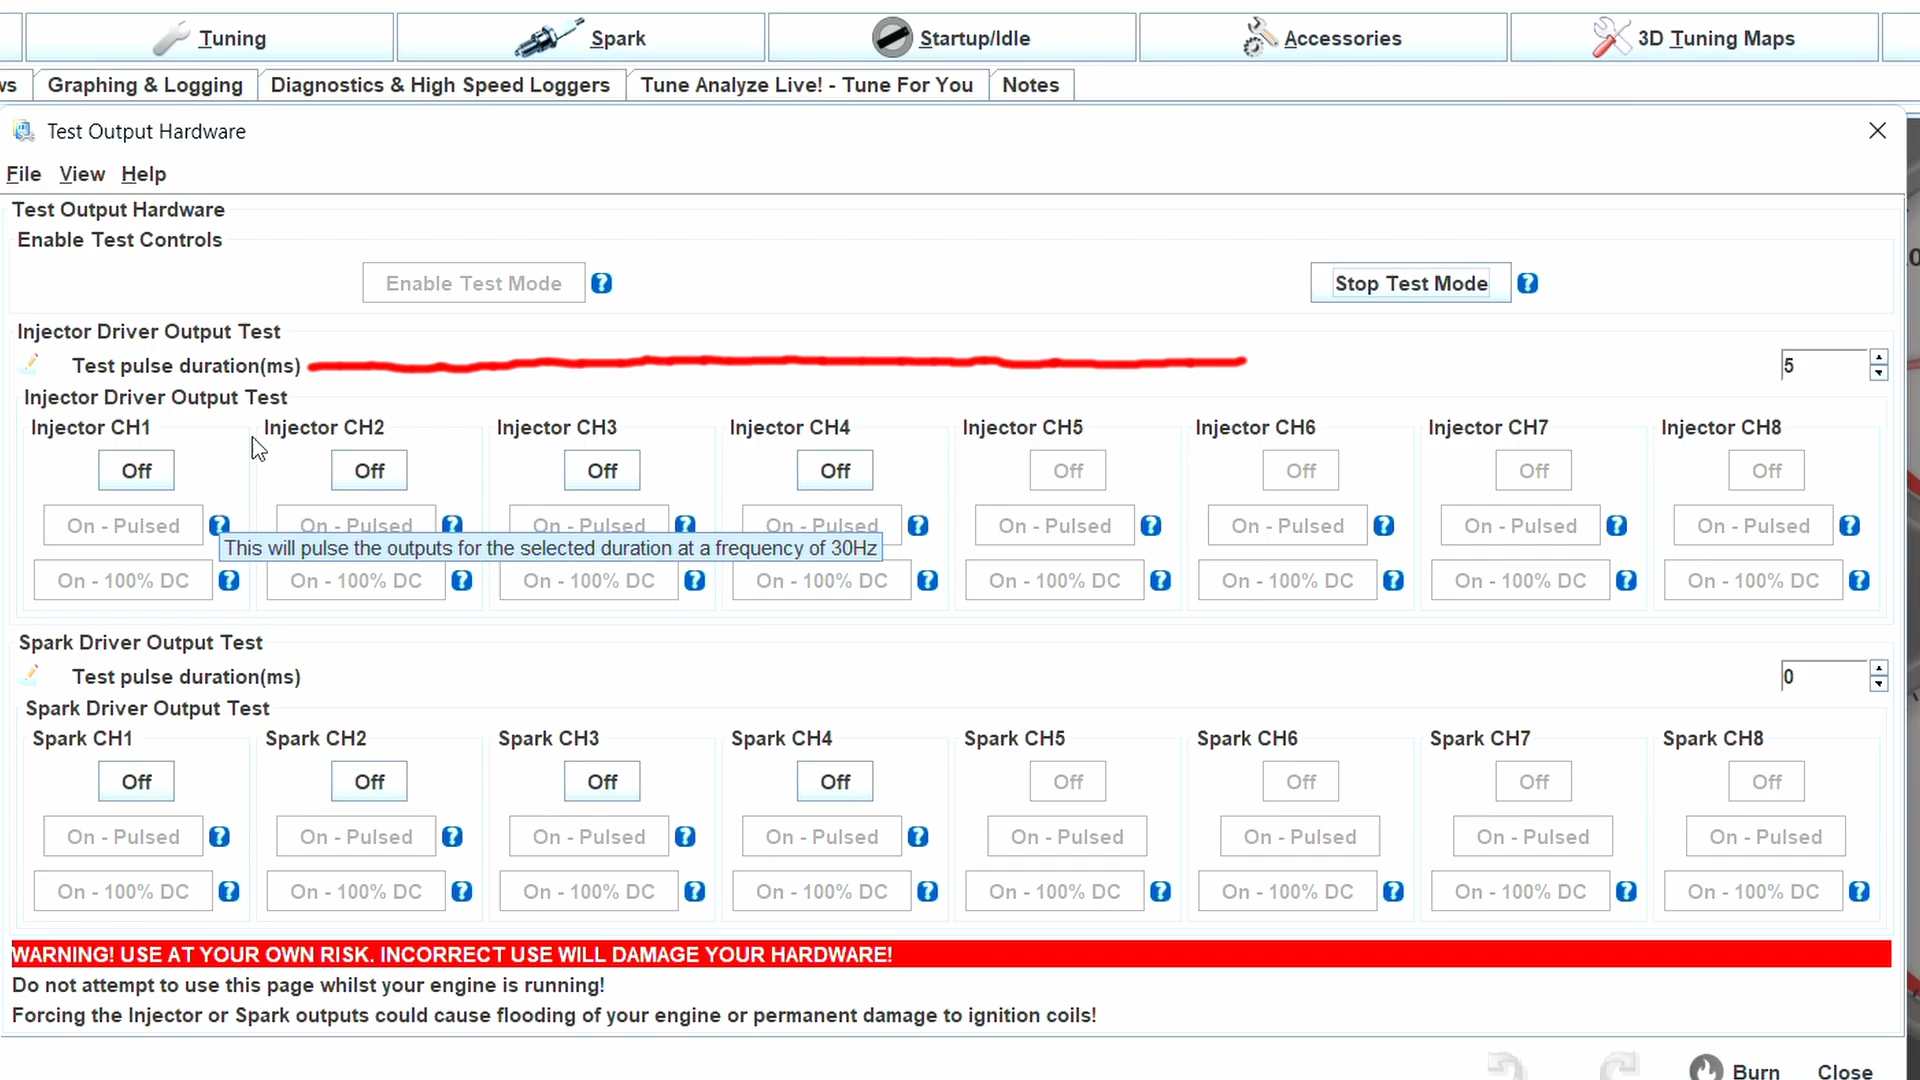 Tuning Spark Startup/Idle Accessories 3D Tuning Maps
ws Graphing & Logging Diagnostics & High Speed Loggers Tune Analyze Live! - Tune For You Notes
Test Output Hardware
File View Help
Test Output Hardware
Enable Test Controls
Enable Test Mode ? Stop Test Mode ?
Injector Driver Output Test
Test pulse duration(ms) 5
Injector Driver Output Test
Injector CH1 Injector CH2 Injector CH3 Injector CH4 Injector CH5 Injector CH6 Injector CH7 Injector CH8
Off Off Off Off Off Off Off Off
On - Pulsed ? On - Pulsed ? On - Pulsed ? On - Pulsed ? On - Pulsed ? On - Pulsed ? On - Pulsed ? On - Pulsed ?
This will pulse the outputs for the selected duration at a frequency of 30Hz
On - 100% DC ? On - 100% DC ? On - 100% DC ? On - 100% DC ? On - 100% DC ? On - 100% DC ? On - 100% DC ? On - 100% DC ?
Spark Driver Output Test
Test pulse duration(ms) 0
Spark Driver Output Test
Spark CH1 Spark CH2 Spark CH3 Spark CH4 Spark CH5 Spark CH6 Spark CH7 Spark CH8
Off Off Off Off Off Off Off Off
On - Pulsed ? On - Pulsed ? On - Pulsed ? On - Pulsed ? On - Pulsed On - Pulsed On - Pulsed On - Pulsed
On - 100% DC ? On - 100% DC ? On - 100% DC ? On - 100% DC ? On - 100% DC ? On - 100% DC ? On - 100% DC ? On - 100% DC ?
WARNING! USE AT YOUR OWN RISK. INCORRECT USE WILL DAMAGE YOUR HARDWARE!
Do not attempt to use this page whilst your engine is running!
Forcing the Injector or Spark outputs could cause flooding of your engine or permanent damage to ignition coils!
Burn Close